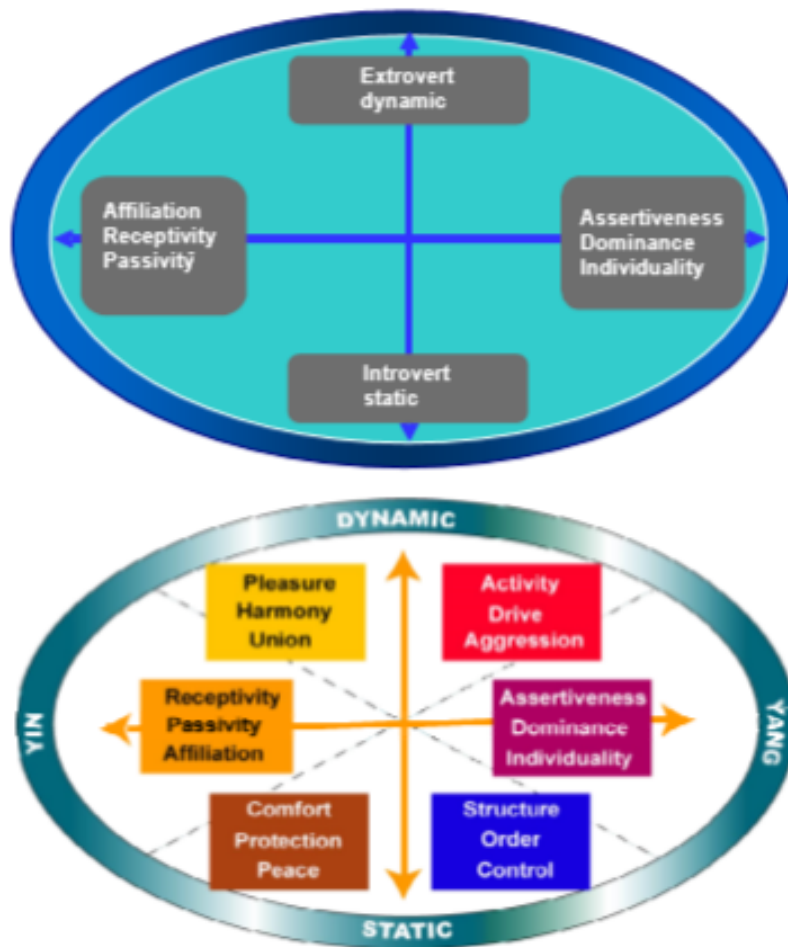 Extrovert
dynamic
Affiliation
Receptivity
Passivity
Assertiveness
Dominance
Individuality
Introvert
static
DYNAMIC
Pleasure
Harmony
Union
Activity
Drive
Aggression
YIN
Receptivity
Passivity
Affiliation
Assertiveness
Dominance
Individuality
YANG
Comfort
Protection
Peace
Structure
Order
Control
STATIC